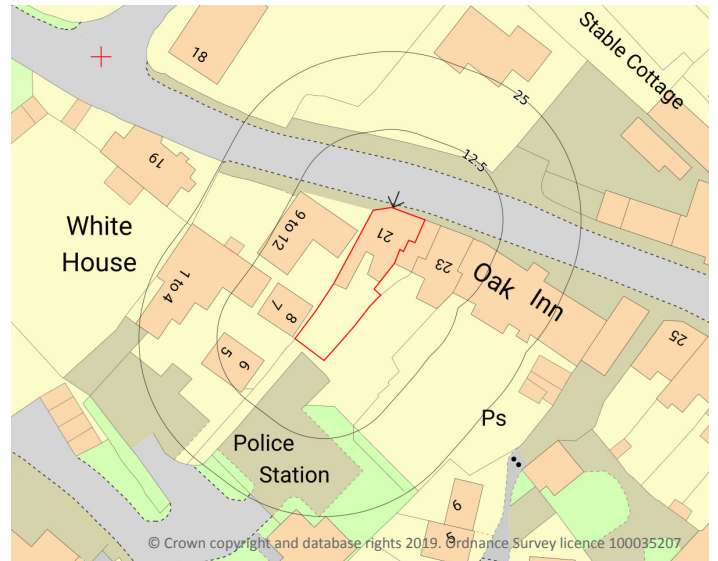 Stable Cottage
18
25
12.5
19
9 to 12
21
23
White
House
Oak Inn
1 to 4
7
8
25
5
6
Ps
Police
Station
9
5
© Crown copyright and database rights 2019. Ordnance Survey licence 100035207